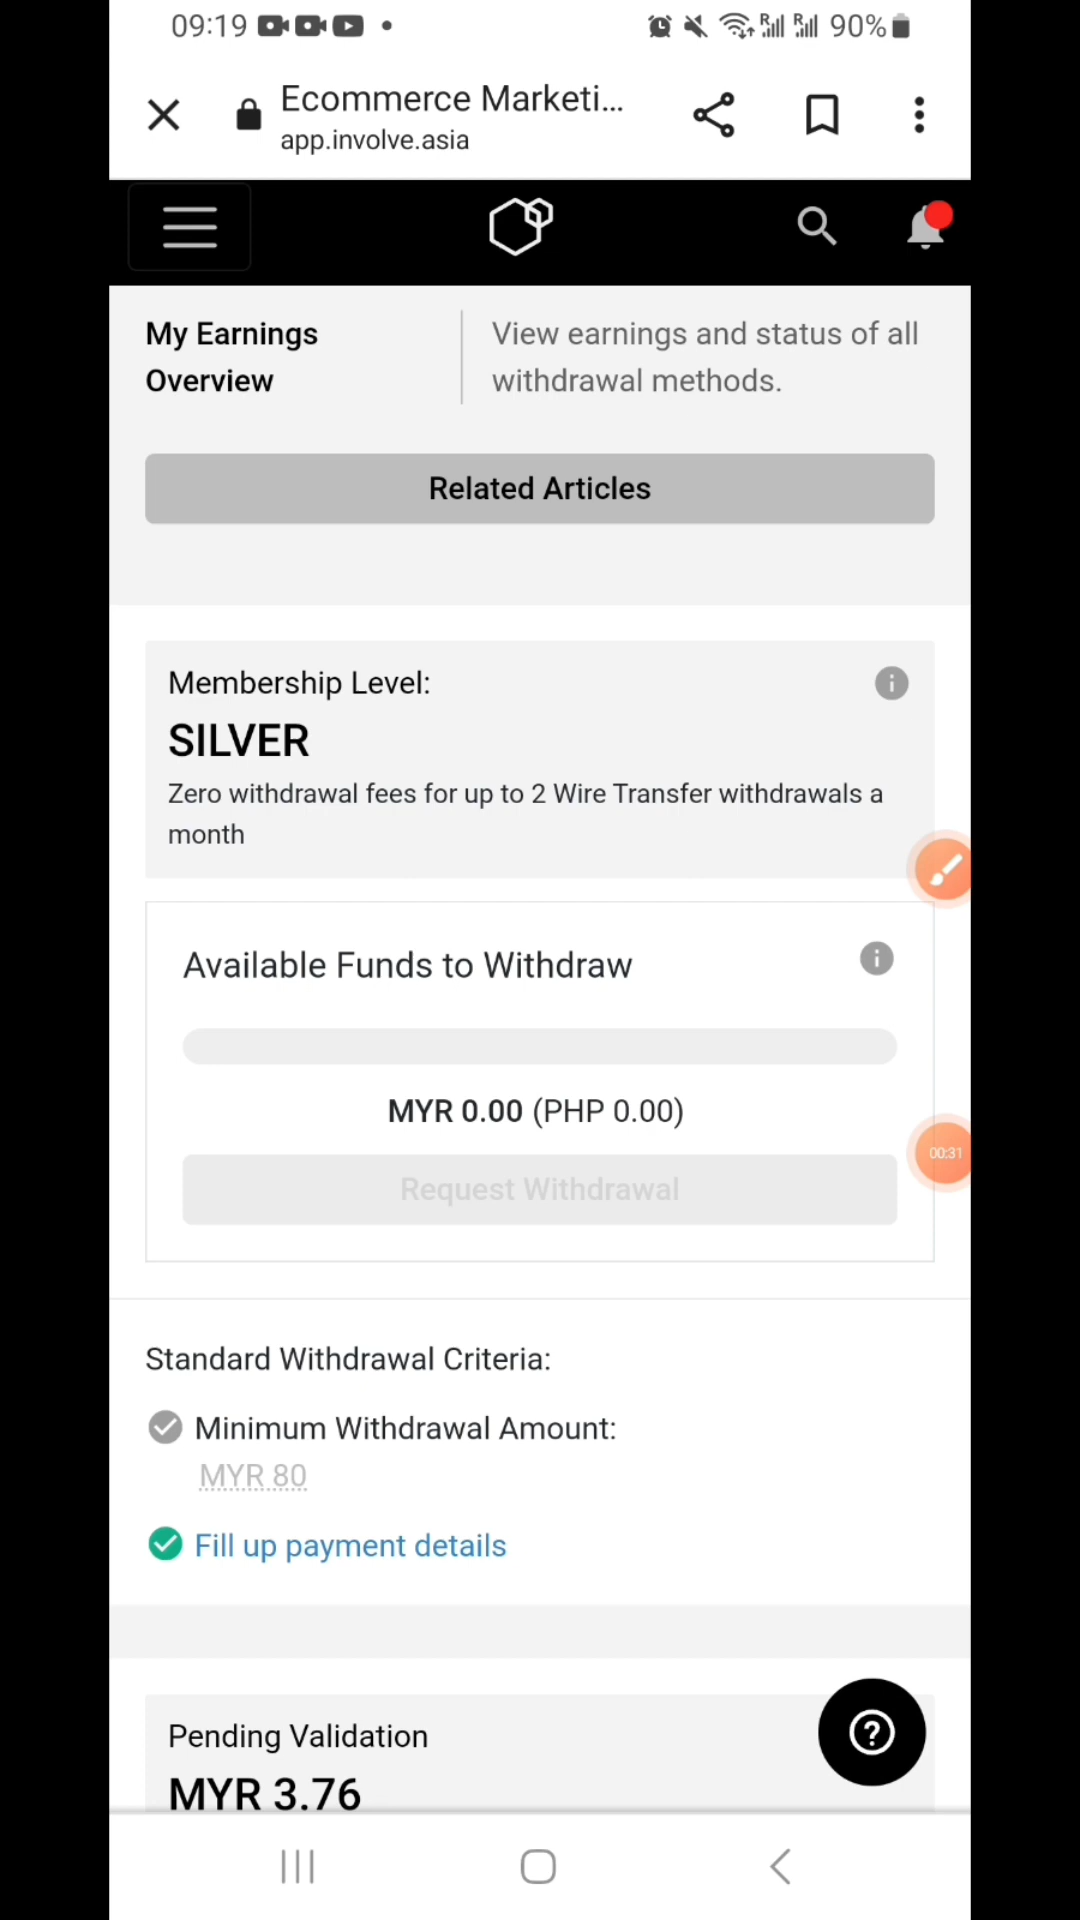 09:19
90%
Ecommerce Marketi...
app.involve.asia
My Earnings
Overview
View earnings and status of all
withdrawal methods.
Related Articles
Membership Level:
SILVER
Zero withdrawal fees for up to 2 Wire Transfer withdrawals a
month
Available Funds to Withdraw
MYR 0.00 (PHP 0.00)
00:31
Request Withdrawal
Standard Withdrawal Criteria:
Minimum Withdrawal Amount:
MYR 80
Fill up payment details
Pending Validation
MYR 3.76